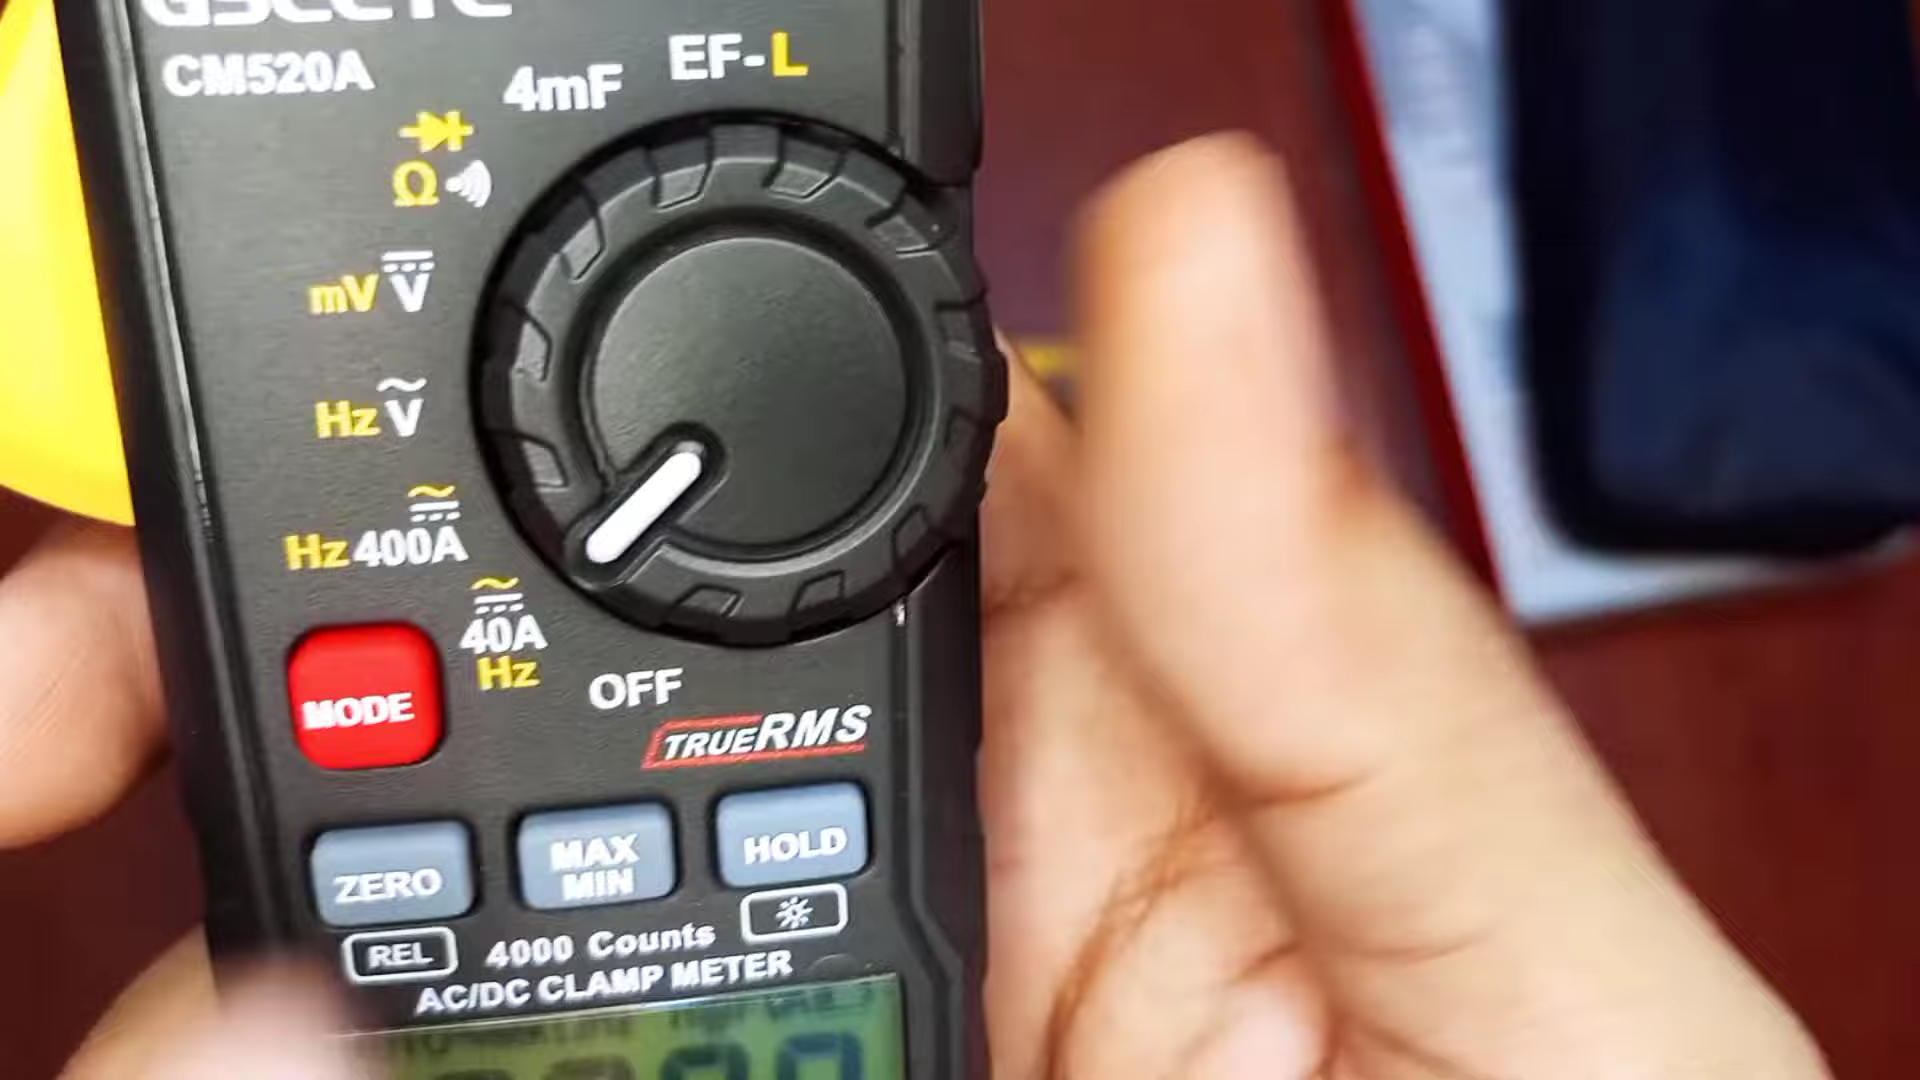 CM520A
4mF
EF-L
Ω
mV V
Hz V
Hz 400A
40A
Hz
OFF
MODE
TRUERMS
ZERO
MAX
MIN
HOLD
REL
4000 Counts
AC/DC CLAMP METER